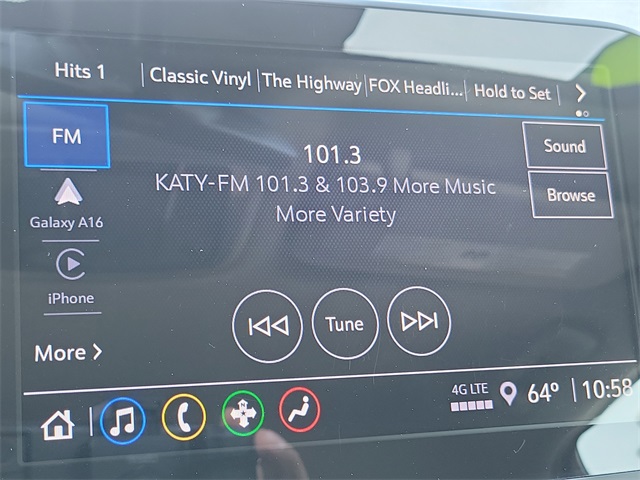 Hits 1
Classic Vinyl
The Highway
FOX Headli...
Hold to Set
FM
101.3
Sound
KATY-FM 101.3 & 103.9 More Music
More Variety
Browse
Galaxy A16
iPhone
Tune
More
4G LTE
64°
10:58